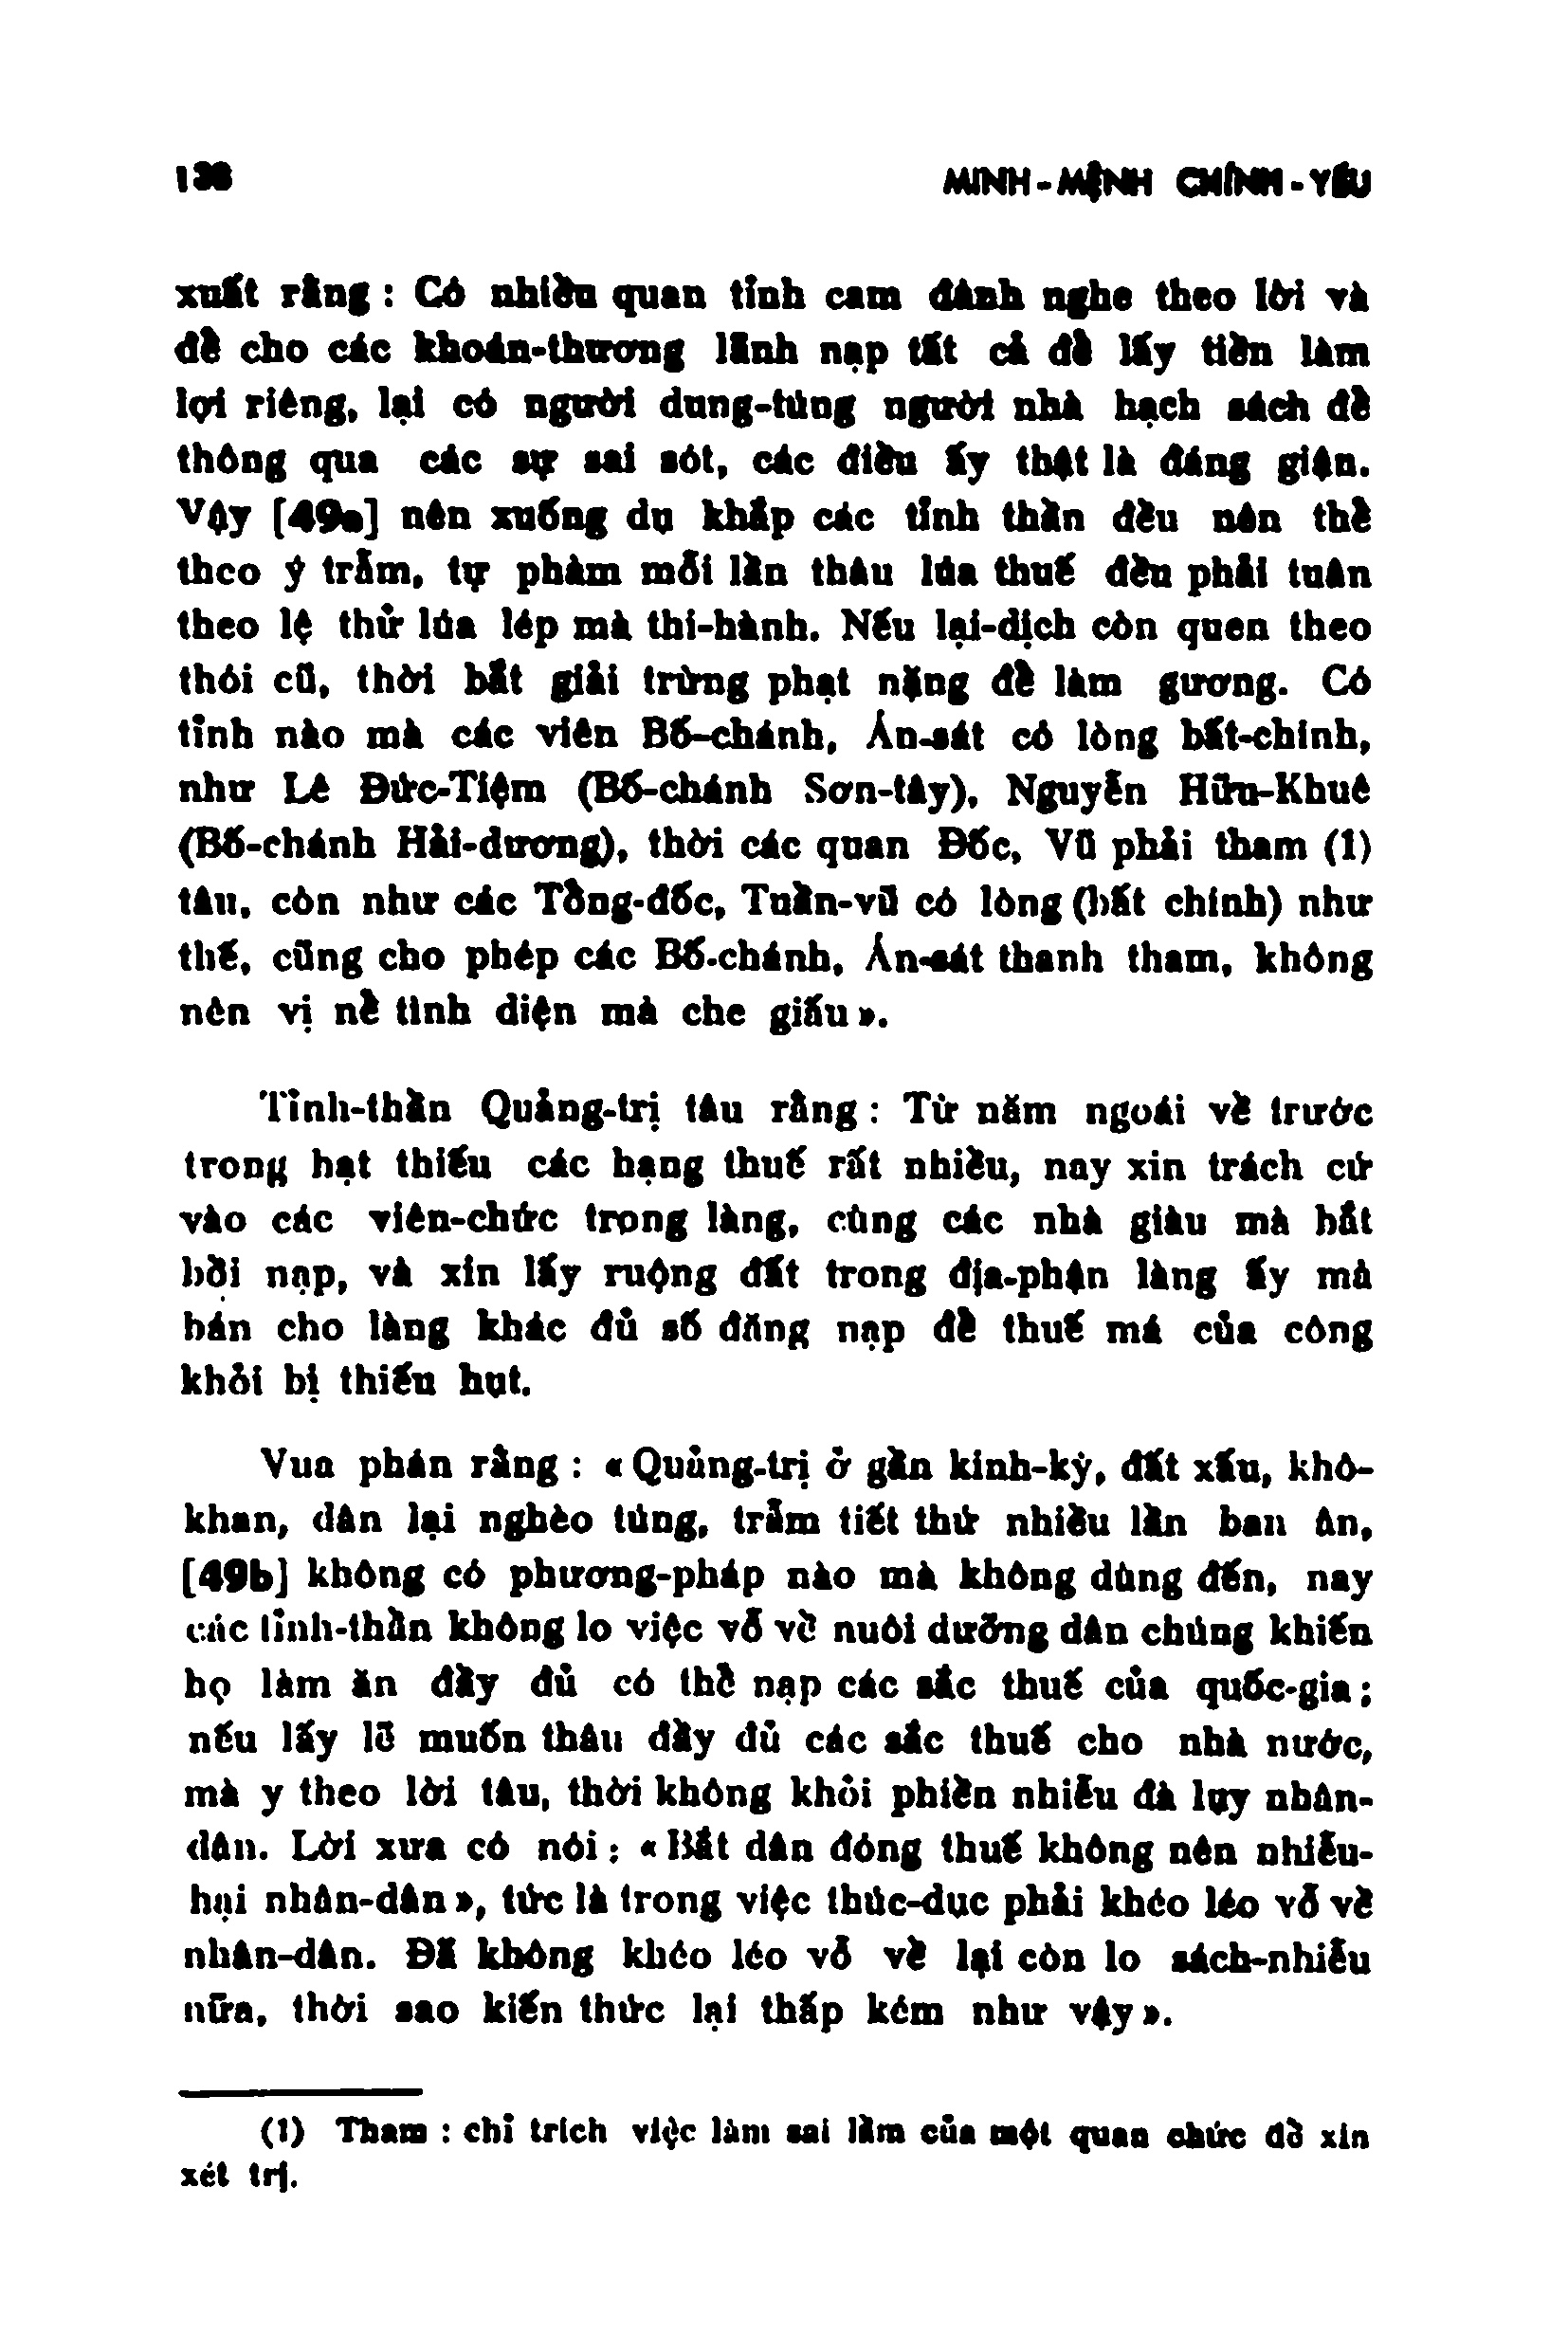 MINH-MỆNH CHÍNH-YẾU
xuất rằng : Có nhiều quan tỉnh cam đành nghe theo lời và
để cho các khoán-thương lãnh nạp tất cả để lấy tiền làm
lợi riêng, lại có người dung-túng người nhà hạch sách để
thông qua các sự sai sót, các điều ấy thật là đáng giận.
Vậy [49a] nên xuống dụ khắp các tỉnh thần đều nên thể
theo ý trẫm, tự phàm mỗi lần thâu lúa thuế đều phải tuân
theo lệ thử lúa lép mà thi-hành. Nếu lại-dịch còn quen theo
thói cũ, thời bắt giải trừng phạt nặng để làm gương. Có
tỉnh nào mà các viên Bố-chánh, Án-sát có lòng bất-chính,
như Lê Đức-Tiệm (Bố-chánh Sơn-tây), Nguyễn Hữu-Khuê
(Bố-chánh Hải-dương), thời các quan Đốc, Vũ phải tham (1)
tâu, còn như các Tổng-đốc, Tuần-vũ có lòng (bất chính) như
thế, cũng cho phép các Bố-chánh, Án-sát thanh tham, không
nên vị nể tình diện mà che giấu ».
Tỉnh-thần Quảng-trị tâu rằng : Từ năm ngoái về trước
trong hạt thiếu các hạng thuế rất nhiều, nay xin trách cứ
vào các viên-chức trong làng, cùng các nhà giàu mà bắt
bồi nạp, và xin lấy ruộng đất trong địa-phận làng ấy mà
bán cho làng khác đủ số đăng nạp để thuế má của công
khỏi bị thiếu hụt.
Vua phán rằng : « Quảng-trị ở gần kinh-kỳ, đất xấu, khô-
khan, dân lại nghèo túng, trẫm tiết thứ nhiều lần ban ân,
[49b] không có phương-pháp nào mà không dùng đến, nay
các tỉnh-thần không lo việc vỗ về nuôi dưỡng dân chúng khiến
họ làm ăn đầy đủ có thể nạp các sắc thuế của quốc-gia ;
nếu lấy lẽ muốn thâu đầy đủ các sắc thuế cho nhà nước,
mà y theo lời tâu, thời không khỏi phiền nhiễu đà lụy nhân-
dân. Lời xưa có nói : « Bắt dân đóng thuế không nên nhiễu-
hại nhân-dân », tức là trong việc thúc-dục phải khéo léo vỗ về
nhân-dân. Đã không khéo léo vỗ về lại còn lo sách-nhiễu
nữa, thời sao kiến thức lại thấp kém như vậy ».
(1) Tham : chỉ trích việc làm sai lầm của một quan chức để xin
xét trị.